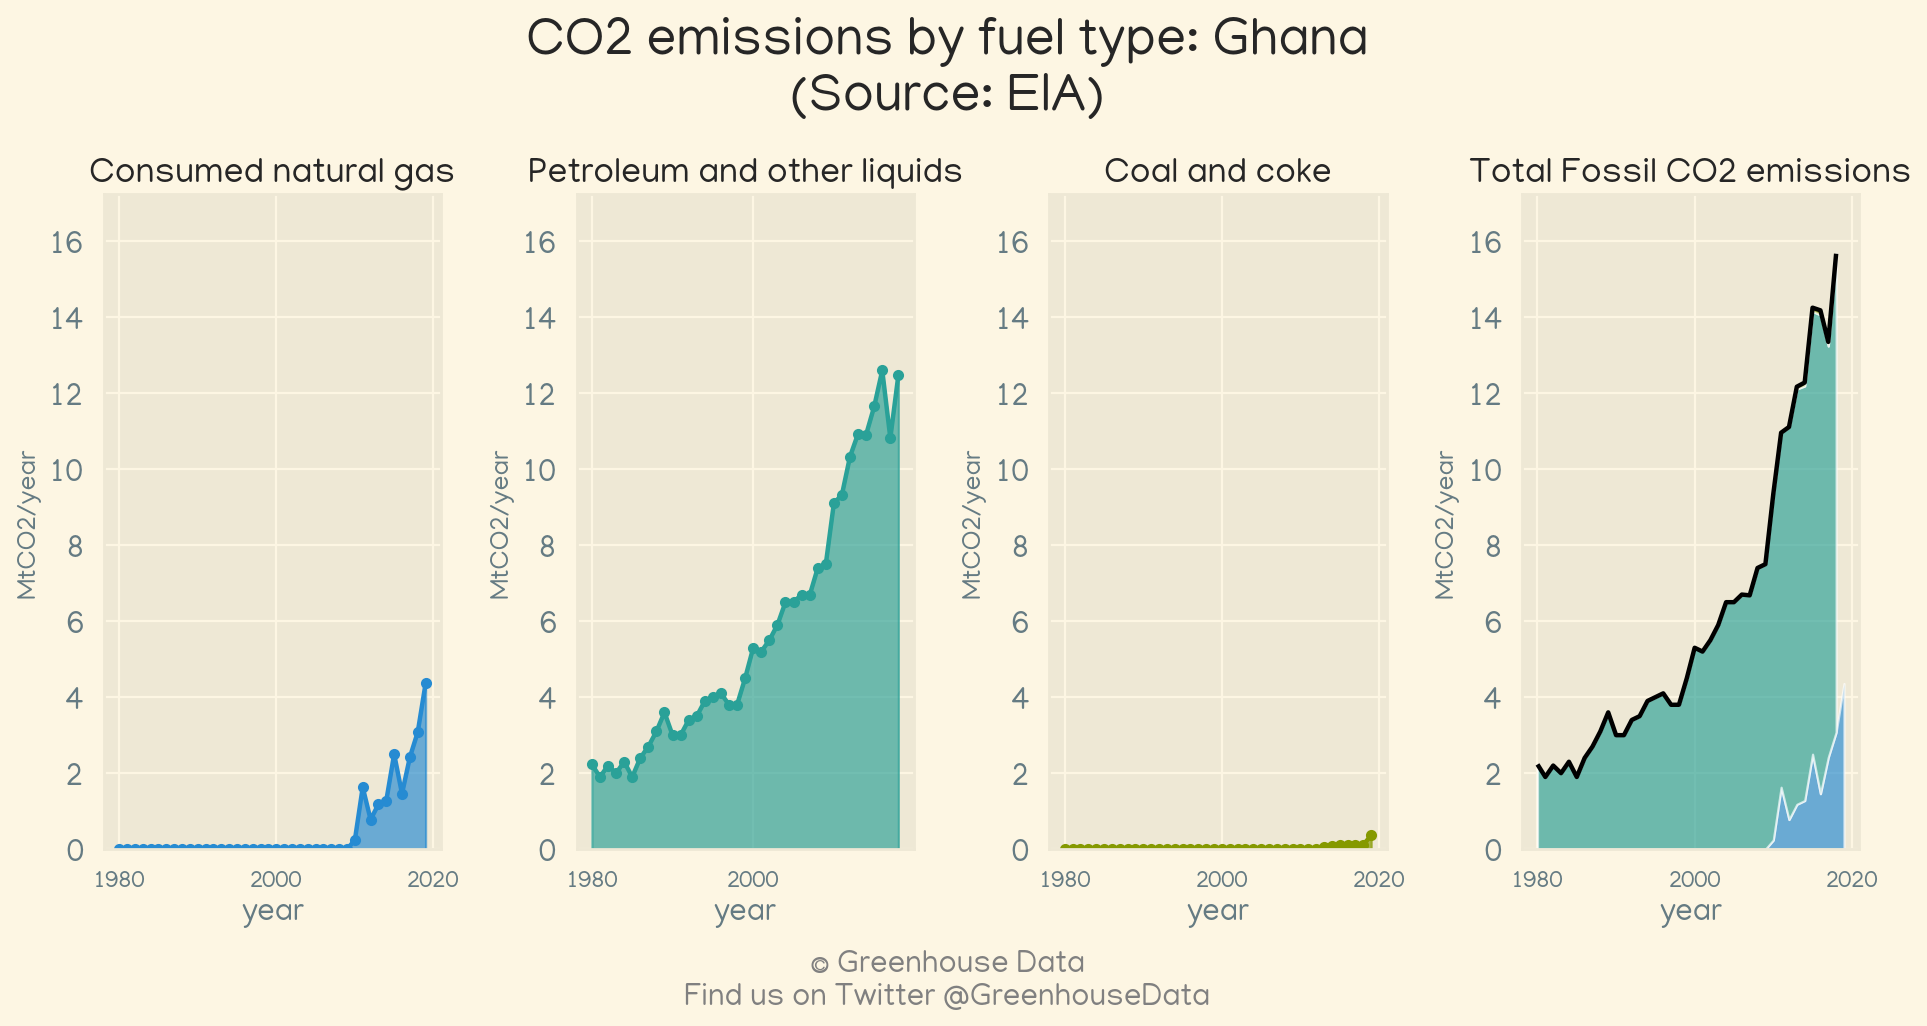 CO2 emissions by fuel type: Ghana
(Source: EIA)
Consumed natural gas
MtCO2/year
16
14
12
10
8
6
4
2
0
1980 2000 2020
year
Petroleum and other liquids
MtCO2/year
16
14
12
10
8
6
4
2
0
1980 2000
year
Coal and coke
MtCO2/year
16
14
12
10
8
6
4
2
0
1980 2000 2020
year
Total Fossil CO2 emissions
MtCO2/year
16
14
12
10
8
6
4
2
0
1980 2000 2020
year
© Greenhouse Data
Find us on Twitter @GreenhouseData